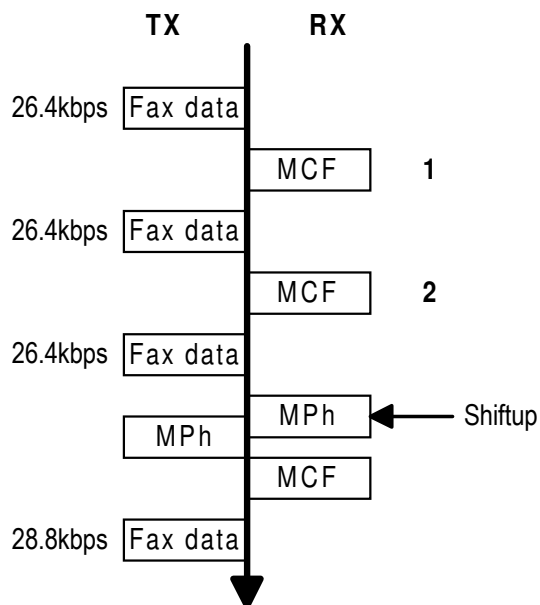 TX RX
26.4kbps Fax data
MCF 1
26.4kbps Fax data
MCF 2
26.4kbps Fax data
MPh Shiftup
MPh
MCF
28.8kbps Fax data